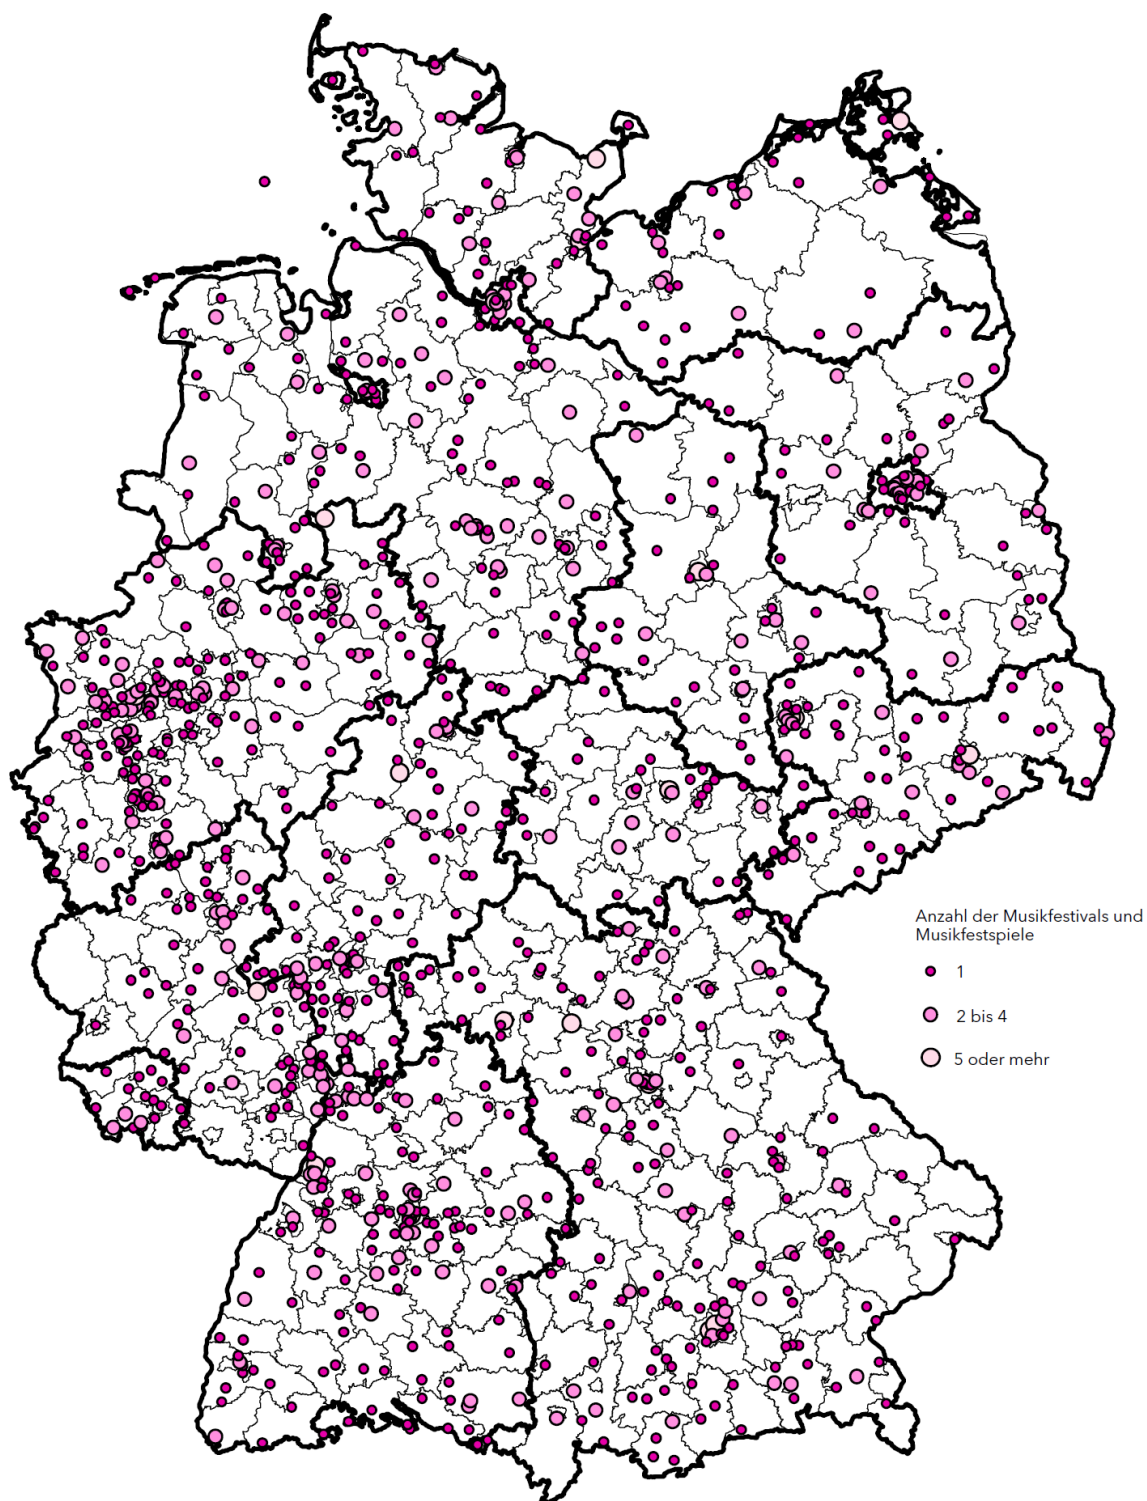 Anzahl der Musikfestivals und
Musikfestspiele
1
2 bis 4
5 oder mehr